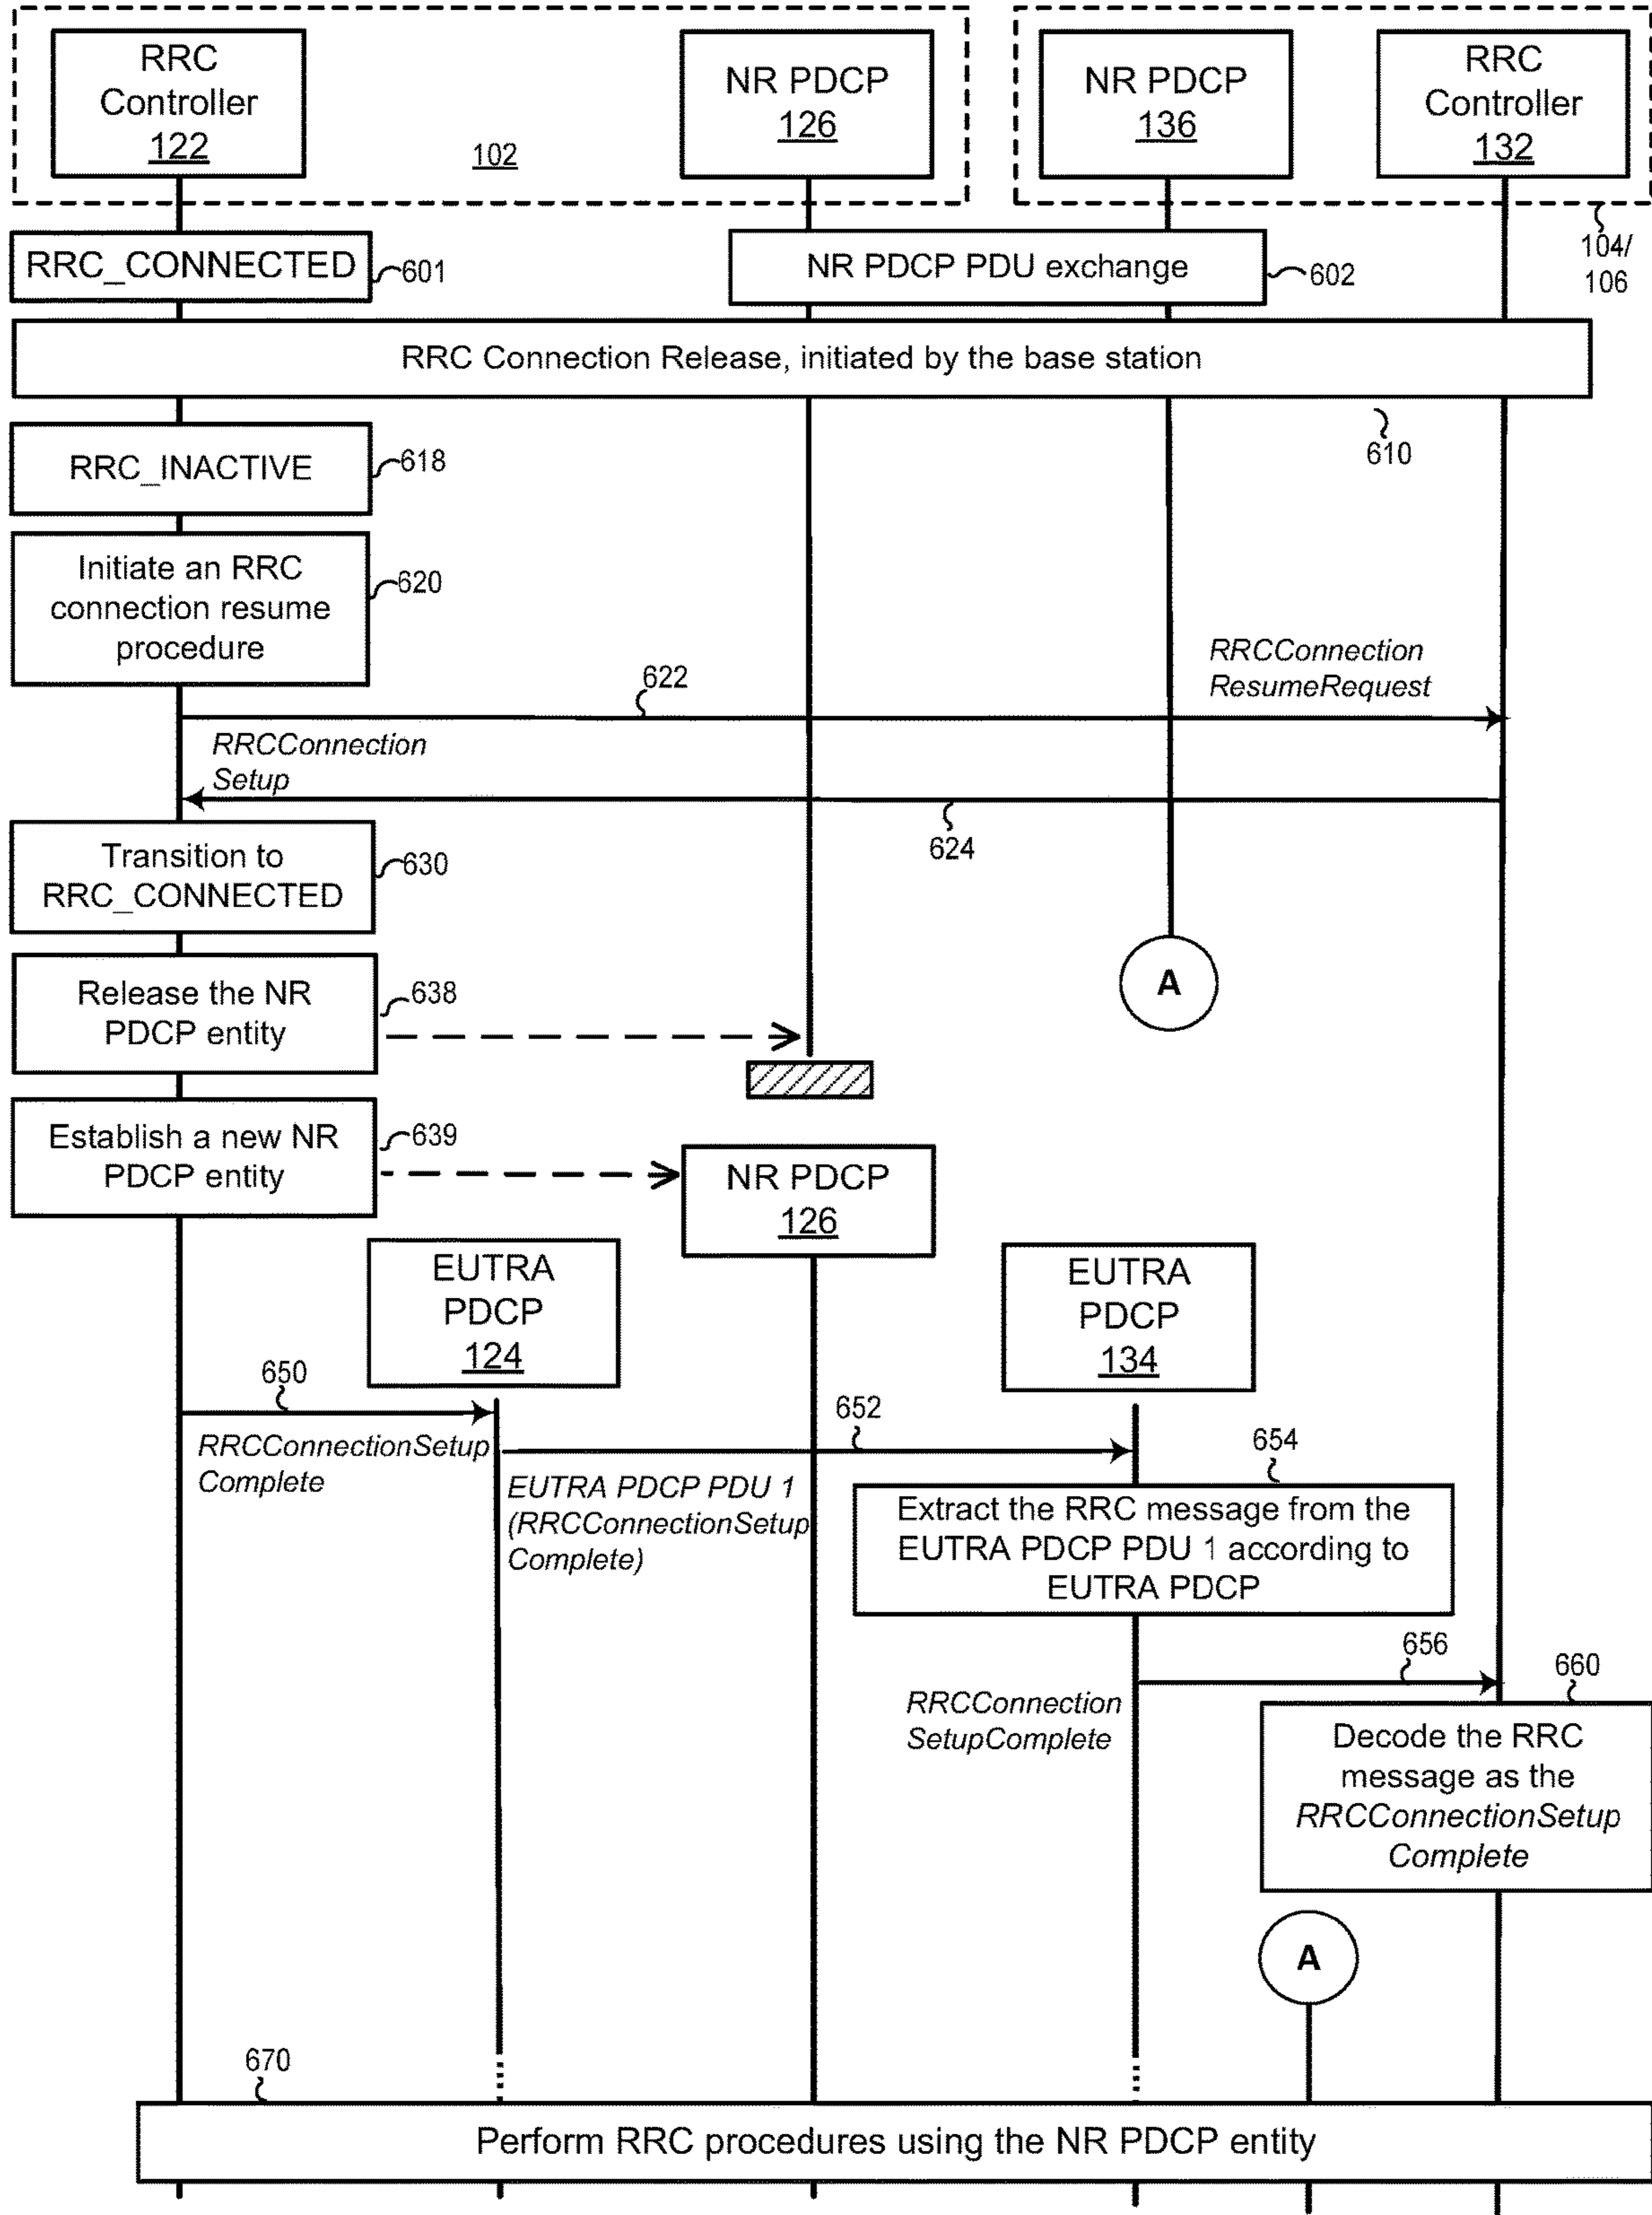 RRC
Controller
122
102
NR PDCP
126
NR PDCP
136
RRC
Controller
132
104/
106
RRC_CONNECTED
601
NR PDCP PDU exchange
602
RRC Connection Release, initiated by the base station
610
RRC_INACTIVE
618
Initiate an RRC
connection resume
procedure
620
622
RRCConnection
ResumeRequest
RRCConnection
Setup
624
Transition to
RRC_CONNECTED
630
A
Release the NR
PDCP entity
638
Establish a new NR
PDCP entity
639
NR PDCP
126
EUTRA
PDCP
124
EUTRA
PDCP
134
650
RRCConnectionSetup
Complete
652
EUTRA PDCP PDU 1
(RRCConnectionSetup
Complete)
654
Extract the RRC message from the
EUTRA PDCP PDU 1 according to
EUTRA PDCP
656
RRCConnection
SetupComplete
660
Decode the RRC
message as the
RRCConnectionSetup
Complete
A
670
Perform RRC procedures using the NR PDCP entity